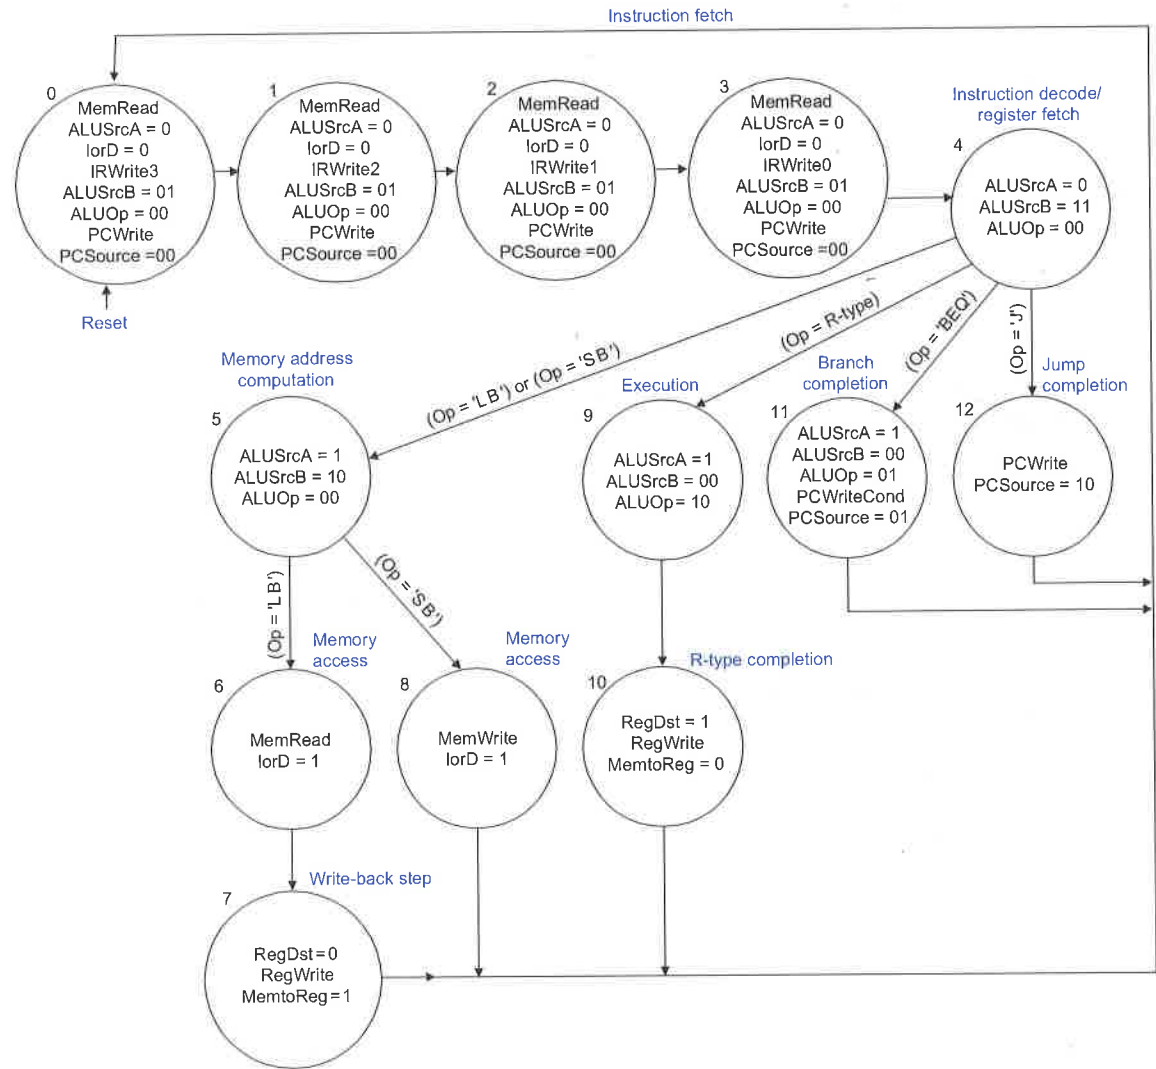 Instruction fetch
0
MemRead
ALUSrcA = 0
IorD = 0
IRWrite3
ALUSrcB = 01
ALUOp = 00
PCWrite
PCSource =00
Reset
1
MemRead
ALUSrcA = 0
IorD = 0
IRWrite2
ALUSrcB = 01
ALUOp = 00
PCWrite
PCSource =00
2
MemRead
ALUSrcA = 0
IorD = 0
IRWrite1
ALUSrcB = 01
ALUOp = 00
PCWrite
PCSource =00
3
MemRead
ALUSrcA = 0
IorD = 0
IRWrite0
ALUSrcB = 01
ALUOp = 00
PCWrite
PCSource =00
Instruction decode/
register fetch
4
ALUSrcA = 0
ALUSrcB = 11
ALUOp = 00
(Op = 'LB') or (Op = 'SB')
(Op = R-type)
(Op = 'BEQ')
(Op = 'J')
Memory address
computation
5
ALUSrcA = 1
ALUSrcB = 10
ALUOp = 00
Execution
9
ALUSrcA =1
ALUSrcB = 00
ALUOp= 10
Branch
completion
11
ALUSrcA = 1
ALUSrcB = 00
ALUOp = 01
PCWriteCond
PCSource = 01
Jump
completion
12
PCWrite
PCSource = 10
(Op = 'LB')
(Op = 'SB')
Memory
access
6
MemRead
IorD = 1
Memory
access
8
MemWrite
IorD = 1
R-type completion
10
RegDst = 1
RegWrite
MemtoReg = 0
Write-back step
7
RegDst=0
RegWrite
MemtoReg=1